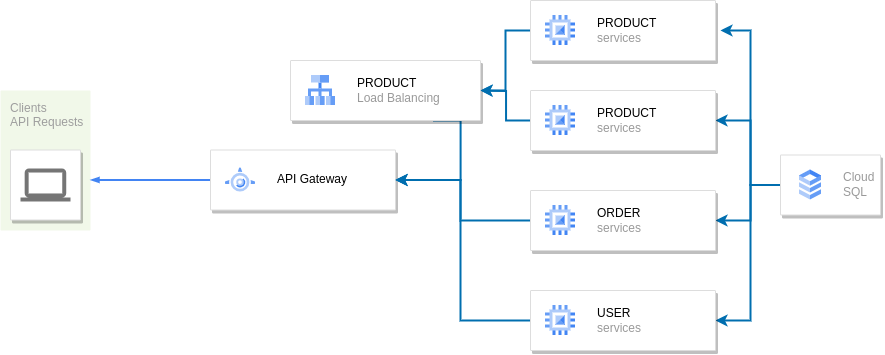 PRODUCT
services
PRODUCT
Load Balancing
Clients
API Requests
PRODUCT
services
API Gateway
Cloud
SQL
ORDER
services
USER
services